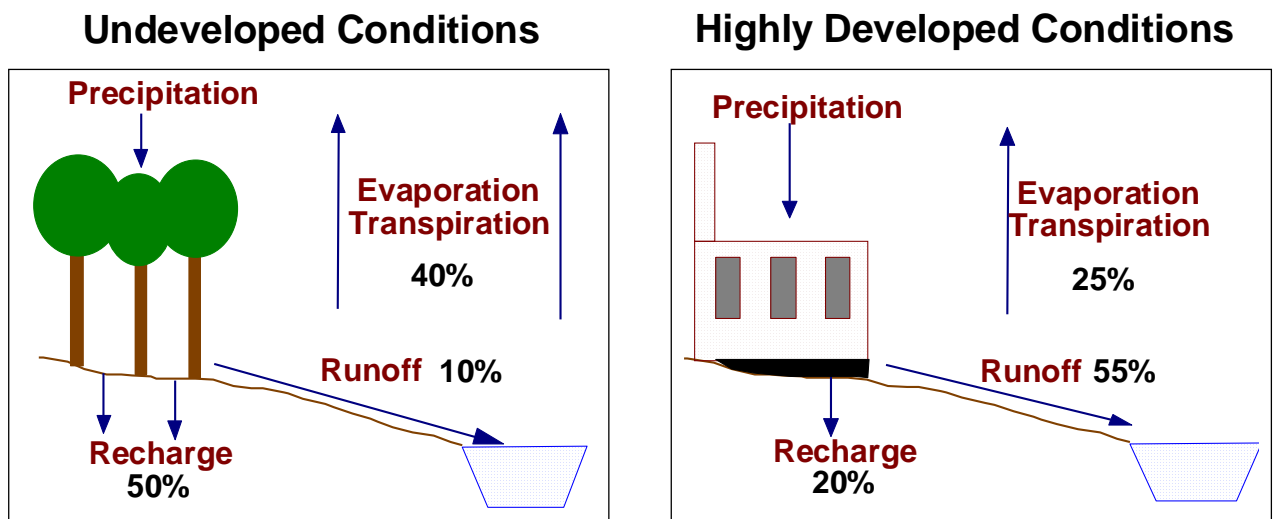 Undeveloped Conditions
Precipitation
Evaporation
Transpiration
40%
Runoff 10%
Recharge
50%
Highly Developed Conditions
Precipitation
Evaporation
Transpiration
25%
Runoff 55%
Recharge
20%